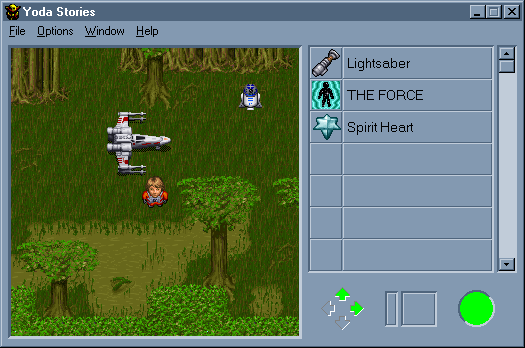 Yoda Stories
File Options Window Help
Lightsaber
THE FORCE
Spirit Heart